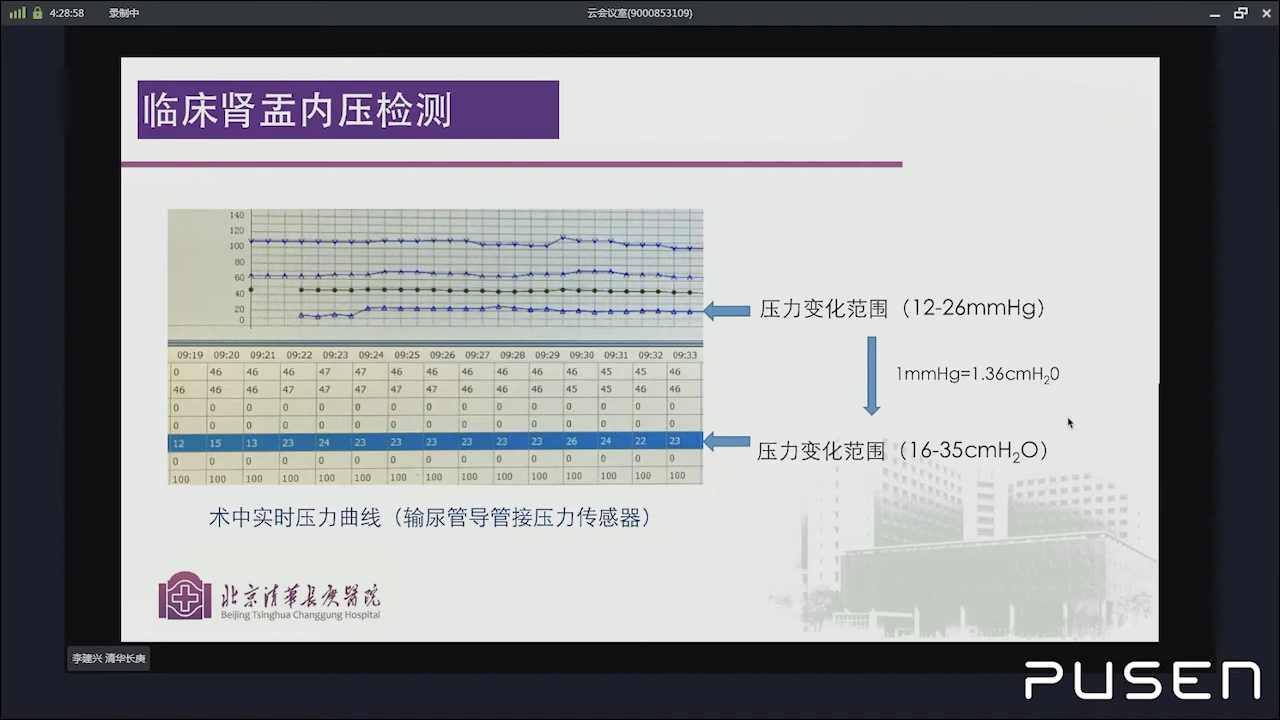 4:28:58 录制中 云会议室(9000853109)
临床肾盂内压检测
140
120
100
80
60
40
20
0
09:19 09:20 09:21 09:22 09:23 09:24 09:25 09:26 09:27 09:28 09:29 09:30 09:31 09:32 09:33
0 46 46 46 47 47 46 46 46 46 46 46 45 45 46
46 46 46 47 47 47 46 46 46 46 46 45 45 46 46
0 0 0 0 0 0 0 0 0 0 0 0 0 0 0
0 0 0 0 0 0 0 0 0 0 0 0 0 0 0
12 15 13 23 24 23 23 23 23 23 23 26 24 22 23
0 0 0 0 0 0 0 0 0 0 0 0 0 0 0
100 100 100 100 100 100 100 100 100 100 100 100 100 100 100
压力变化范围（12-26mmHg）
1mmHg=1.36cmH₂0
压力变化范围（16-35cmH₂O）
术中实时压力曲线（输尿管导管接压力传感器）
北京清华长庚医院
Beijing Tsinghua Changgung Hospital
李建兴 清华长庚
PUSEN